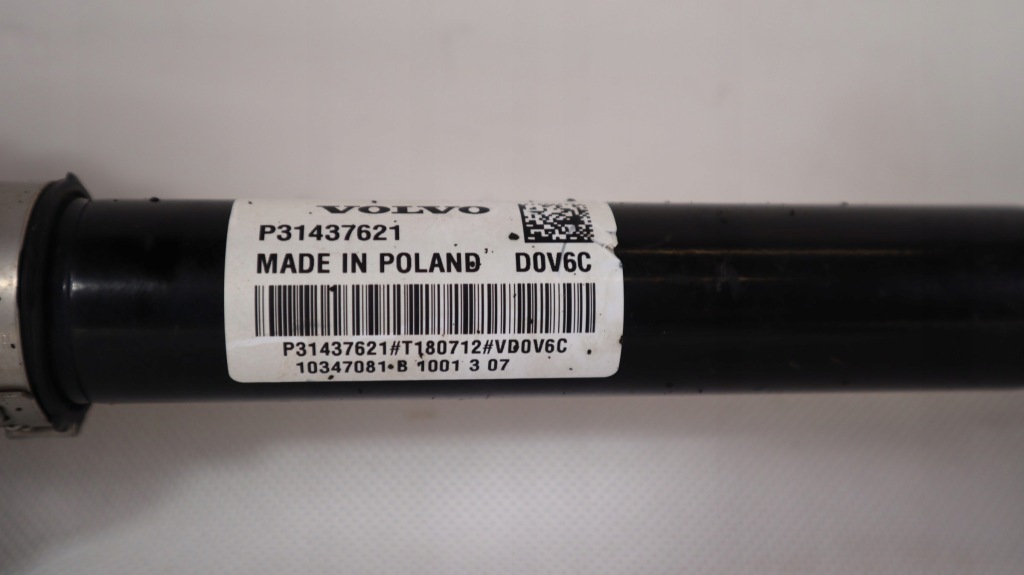 VOLVO
P31437621
MADE IN POLAND D0V6C
P31437621#T180712#VD0V6C
10347081-B 1001 3 07